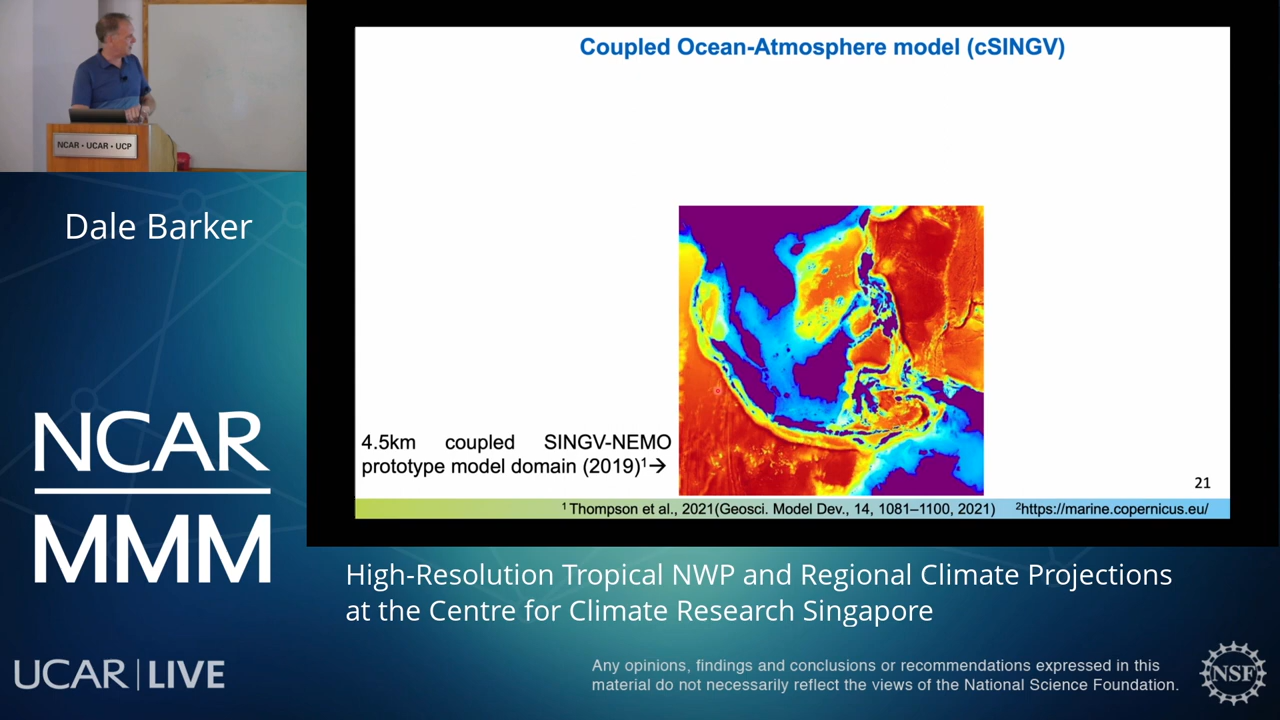 Coupled Ocean-Atmosphere model (cSINGV)
NCAR • UCAR • UCP
Dale Barker
4.5km coupled SINGV-NEMO
prototype model domain (2019)¹→
21
¹ Thompson et al., 2021(Geosci. Model Dev., 14, 1081–1100, 2021) ²https://marine.copernicus.eu/
NCAR
MMM
High-Resolution Tropical NWP and Regional Climate Projections
at the Centre for Climate Research Singapore
UCAR | LIVE
Any opinions, findings and conclusions or recommendations expressed in this
material do not necessarily reflect the views of the National Science Foundation.
NSF